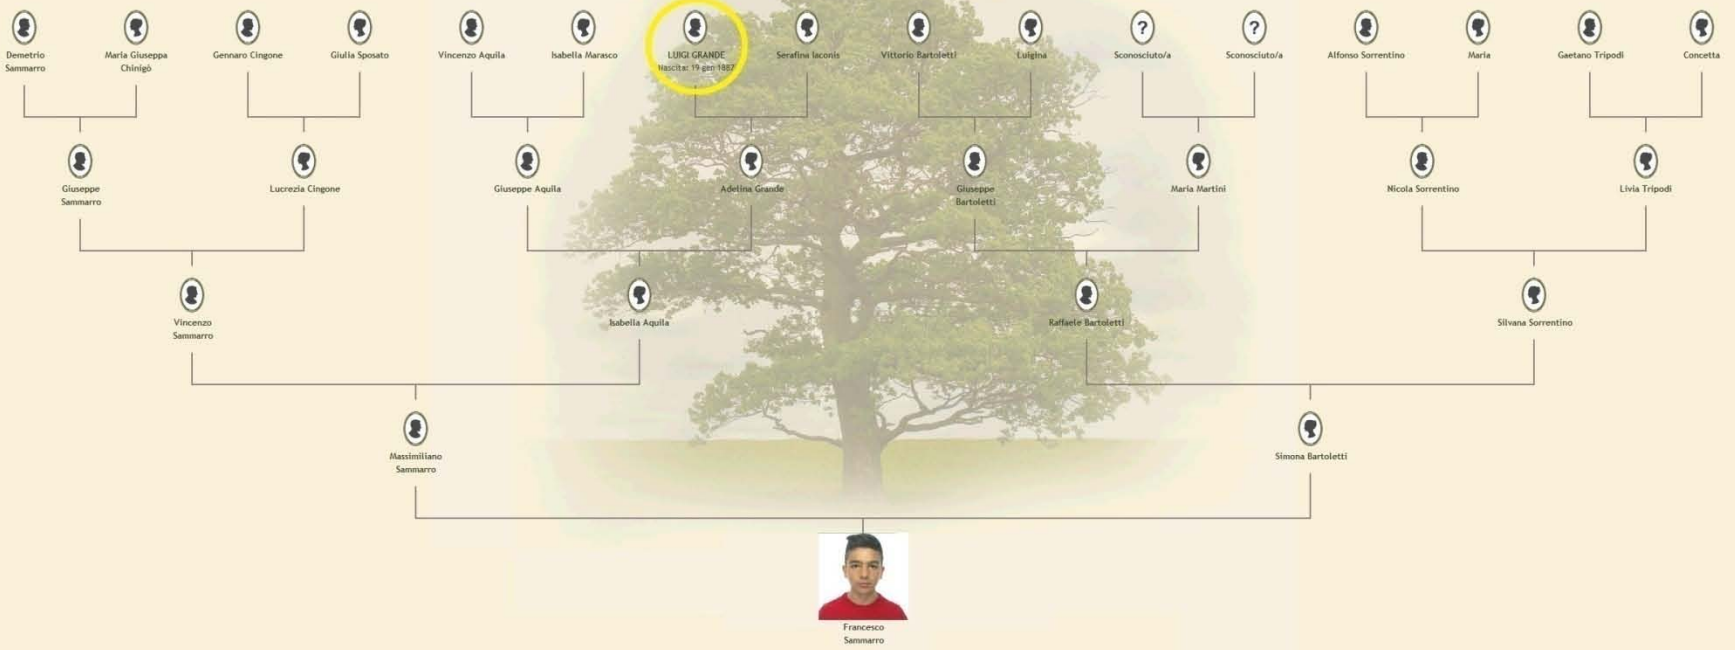 Demetrio
Sammarro
Maria Giuseppa
Chinigò
Gennaro Cingone
Giulia Sposato
Vincenzo Aquila
Isabella Marasco
LUIGI GRANDE
Nascita: 19 gen 1887
Serafina Iaconis
Vittorio Bartoletti
Luigina
?
Sconosciuto/a
?
Sconosciuto/a
Alfonso Sorrentino
Maria
Gaetano Tripodi
Concetta
Giuseppe
Sammarro
Lucrezia Cingone
Giuseppe Aquila
Adelina Grande
Giuseppe
Bartoletti
Maria Martini
Nicola Sorrentino
Livia Tripodi
Vincenzo
Sammarro
Isabella Aquila
Raffaele Bartoletti
Silvana Sorrentino
Massimiliano
Sammarro
Simona Bartoletti
Francesco
Sammarro